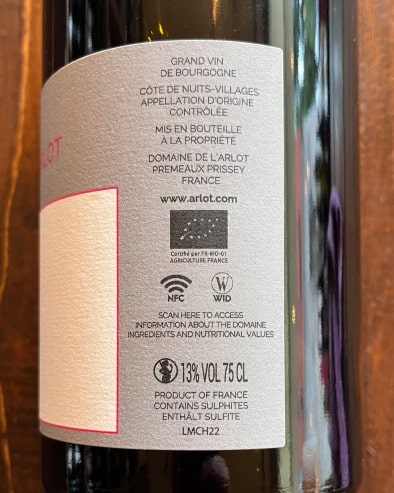 GRAND VIN
DE BOURGOGNE
CÔTE DE NUITS-VILLAGES
APPELLATION D'ORIGINE
CONTRÔLÉE
MIS EN BOUTEILLE
À LA PROPRIÉTÉ
DOMAINE DE L'ARLOT
PREMEAUX PRISSEY
FRANCE
www.arlot.com
Certifié par FR-BIO-01
AGRICULTURE FRANCE
NFC
W
WID
SCAN HERE TO ACCESS
INFORMATION ABOUT THE DOMAINE
INGREDIENTS AND NUTRITIONAL VALUES
13% VOL 75 CL
PRODUCT OF FRANCE
CONTAINS SULPHITES
ENTHÄLT SULFITE
LMCH22
RLOT